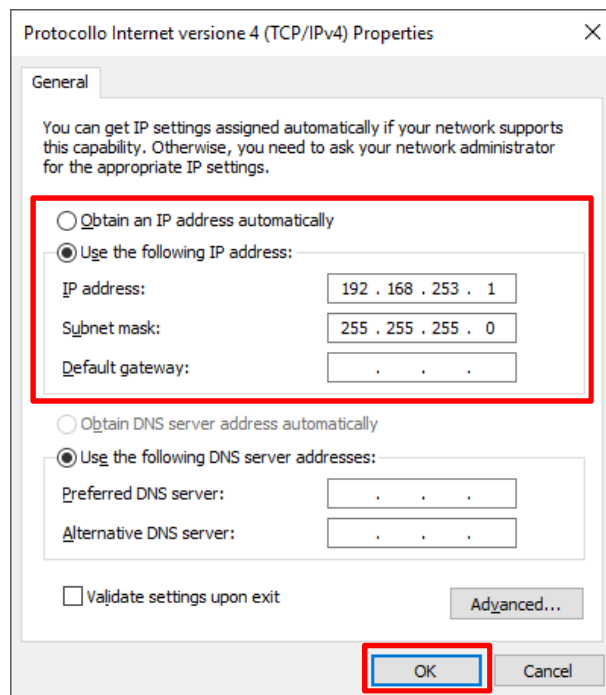 Protocollo Internet versione 4 (TCP/IPv4) Properties
General
You can get IP settings assigned automatically if your network supports
this capability. Otherwise, you need to ask your network administrator
for the appropriate IP settings.
Obtain an IP address automatically
Use the following IP address:
IP address: 192 . 168 . 253 . 1
Subnet mask: 255 . 255 . 255 . 0
Default gateway: . . .
Obtain DNS server address automatically
Use the following DNS server addresses:
Preferred DNS server: . . .
Alternative DNS server: . . .
Validate settings upon exit
Advanced...
OK Cancel